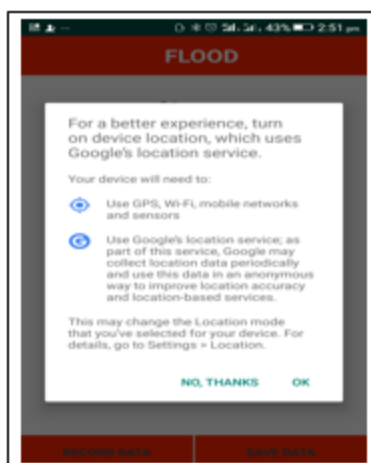 43% 2:51 pm
FLOOD
For a better experience, turn
on device location, which uses
Google's location service.
Your device will need to:
Use GPS, Wi-Fi, mobile networks
and sensors
Use Google's location service; as
part of this service, Google may
collect location data periodically
and use this data in an anonymous
way to improve location accuracy
and location-based services.
This may change the Location mode
that you've selected for your device. For
details, go to Settings > Location.
NO, THANKS OK
RECORD DATA SAVE DATA